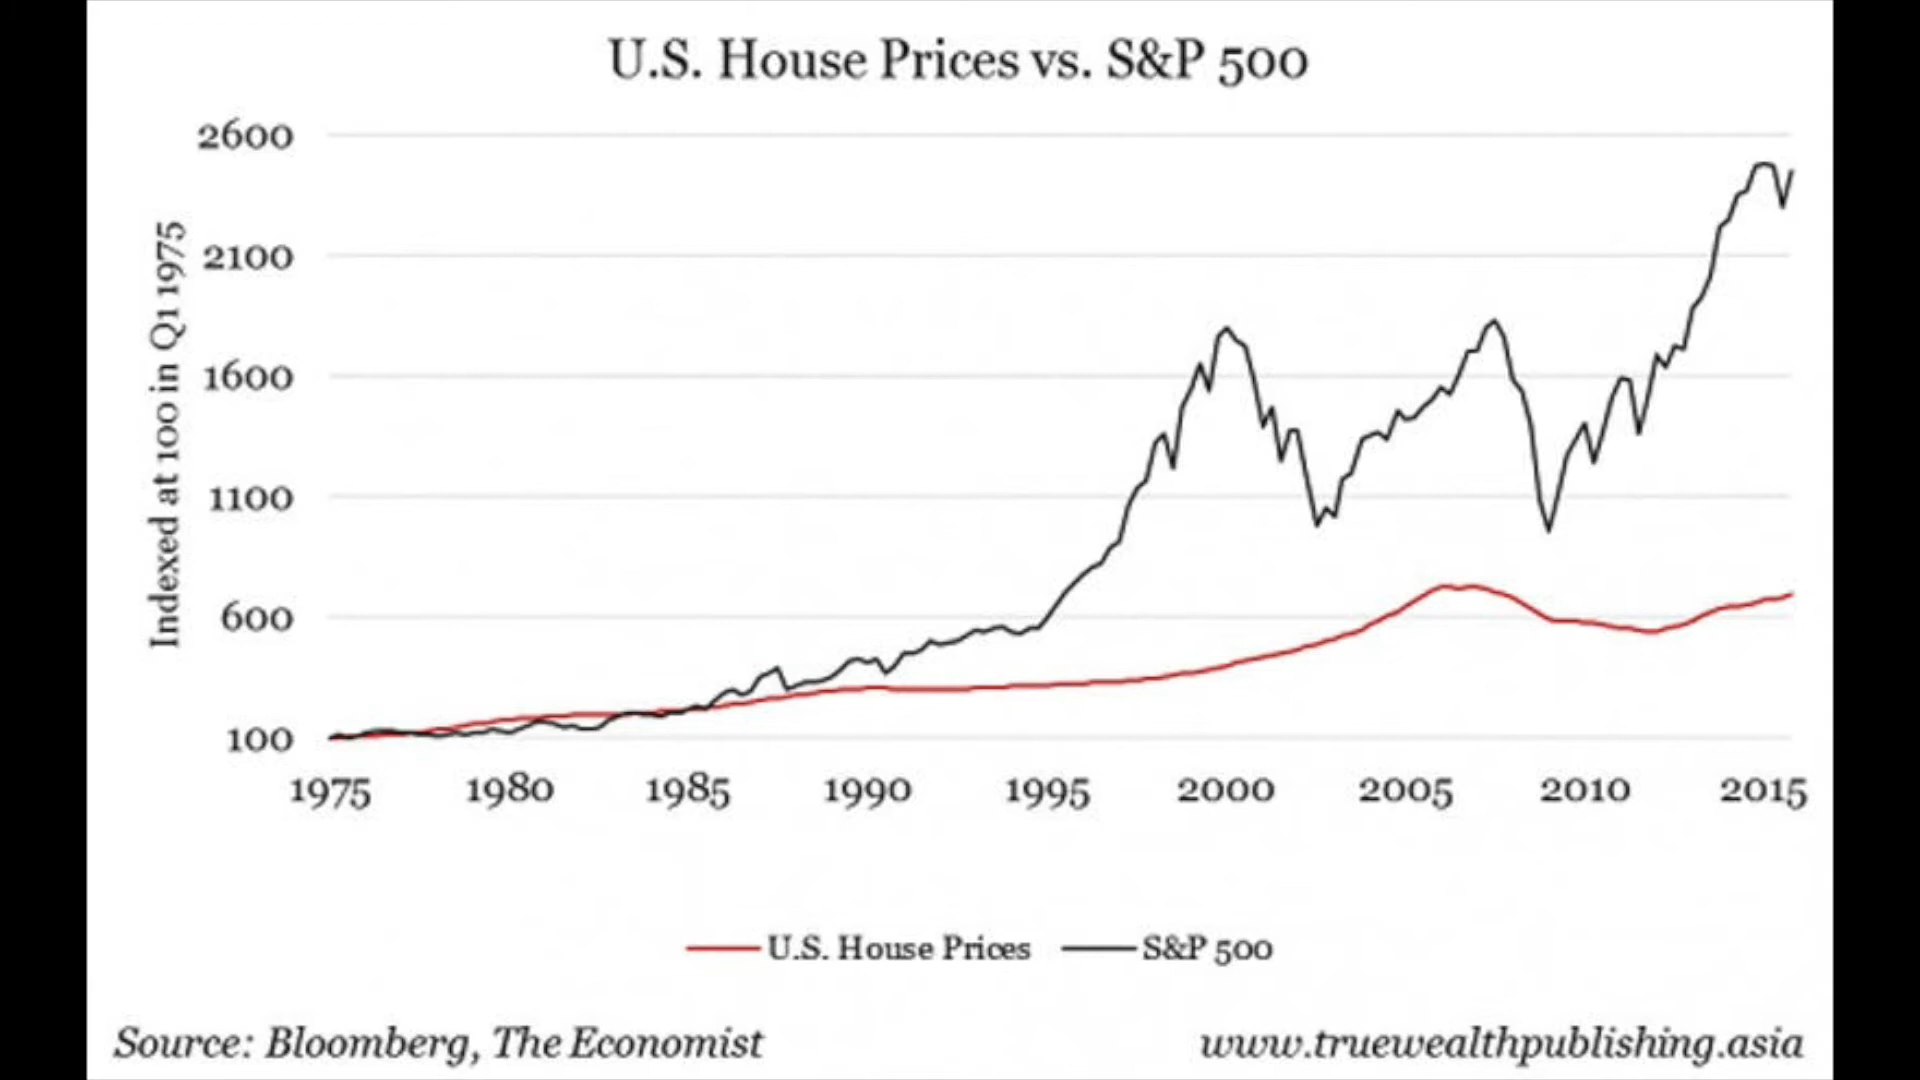 U.S. House Prices vs. S&P 500
Indexed at 100 in Q1 1975
2600
2100
1600
1100
600
100
1975 1980 1985 1990 1995 2000 2005 2010 2015
U.S. House Prices S&P 500
Source: Bloomberg, The Economist www.truewealthpublishing.asia